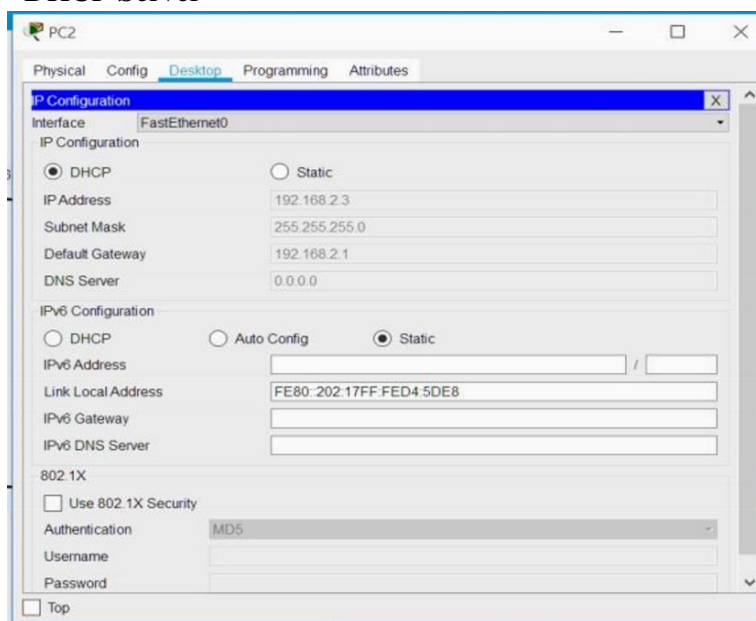 DHCP Server
PC2
Physical Config Desktop Programming Attributes
IP Configuration X
Interface FastEthernet0
IP Configuration
DHCP Static
IP Address 192.168.2.3
Subnet Mask 255.255.255.0
Default Gateway 192.168.2.1
DNS Server 0.0.0.0
IPv6 Configuration
DHCP Auto Config Static
IPv6 Address /
Link Local Address FE80::202:17FF:FED4:5DE8
IPv6 Gateway
IPv6 DNS Server
802.1X
Use 802.1X Security
Authentication MD5
Username
Password
Top